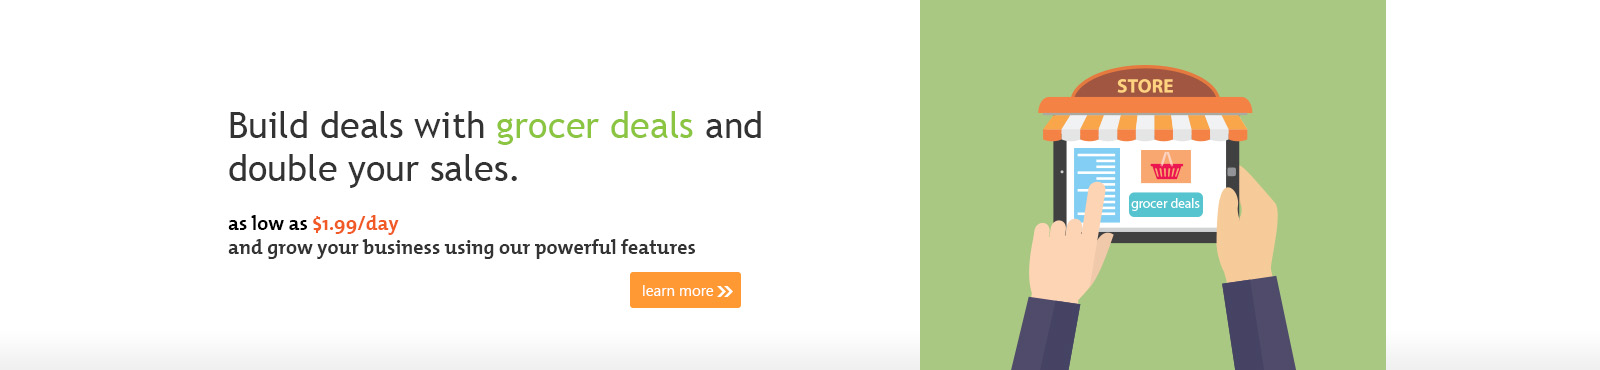 Build deals with grocer deals and
double your sales.
as low as $1.99/day
and grow your business using our powerful features
learn more
STORE
grocer deals